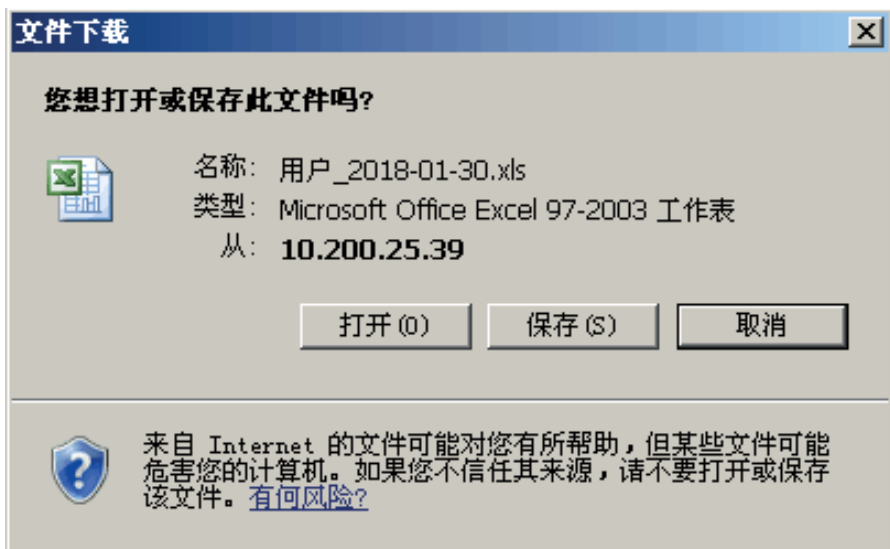 文件下载
您想打开或保存此文件吗?
名称: 用户_2018-01-30.xls
类型: Microsoft Office Excel 97-2003 工作表
从: 10.200.25.39
打开(O) 保存(S) 取消
来自 Internet 的文件可能对您有所帮助,但某些文件可能
危害您的计算机。如果您不信任其来源,请不要打开或保存
该文件。有何风险?